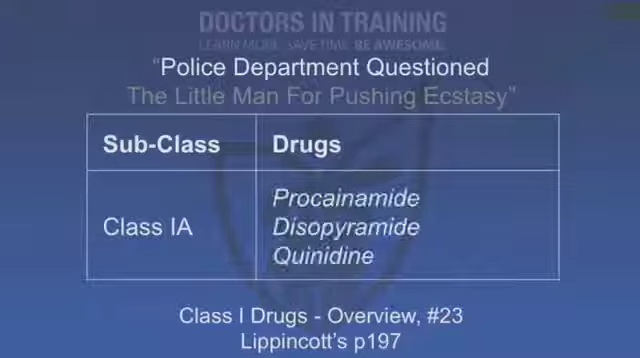 DOCTORS IN TRAINING
LEARN MORE. SAVE TIME. BE AWESOME.
"Police Department Questioned
The Little Man For Pushing Ecstasy"
Sub-Class
Drugs
Class IA
Procainamide
Disopyramide
Quinidine
Class I Drugs - Overview, #23
Lippincott's p197